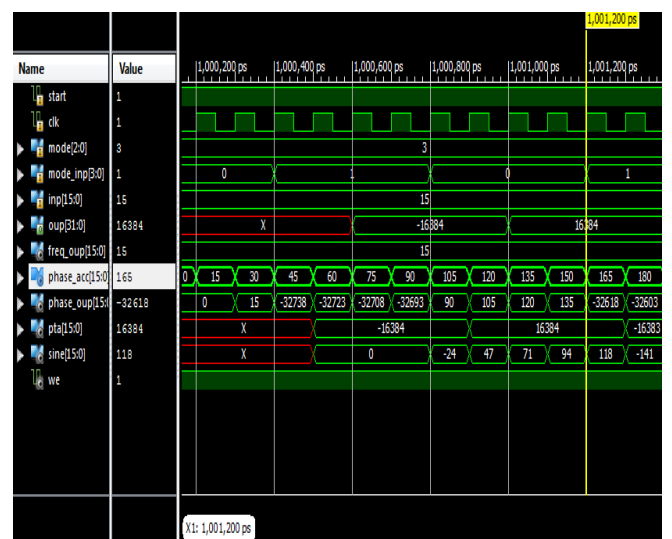 1,001,200 ps
Name Value 1,000,200 ps 1,000,400 ps 1,000,600 ps 1,000,800 ps 1,001,000 ps 1,001,200 ps
start 1
clk 1
mode[2:0] 3 3
mode_inp[3:0] 1 0 1 0 1
inp[15:0] 15 15
oup[31:0] 16384 X -16384 16384
freq_oup[15:0] 15 15
phase_acc[15:0] 165 0 15 30 45 60 75 90 105 120 135 150 165 180
phase_oup[15:0 -32618 0 15 -32738 -32723 -32708 -32693 90 105 120 135 -32618 -32603
pta[15:0] 16384 X -16384 16384 -16383
sine[15:0] 118 X 0 -24 47 71 94 118 -141
we 1
X1: 1,001,200 ps